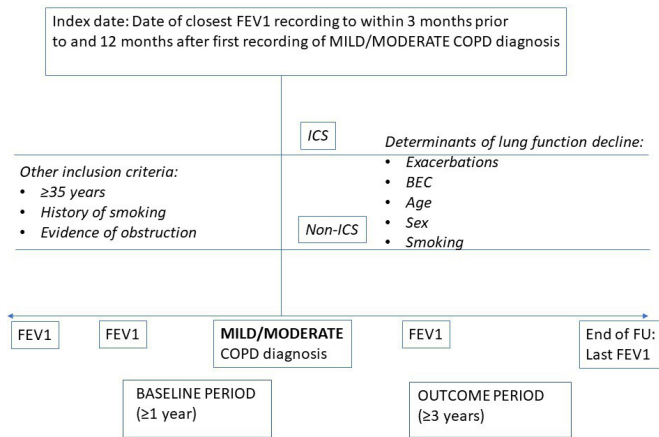 Index date: Date of closest FEV1 recording to within 3 months prior
to and 12 months after first recording of MILD/MODERATE COPD diagnosis
ICS
Determinants of lung function decline:
• Exacerbations
• BEC
• Age
• Sex
• Smoking
Other inclusion criteria:
• ≥35 years
• History of smoking
• Evidence of obstruction
Non-ICS
FEV1
FEV1
MILD/MODERATE
COPD diagnosis
FEV1
End of FU:
Last FEV1
BASELINE PERIOD
(≥1 year)
OUTCOME PERIOD
(≥3 years)